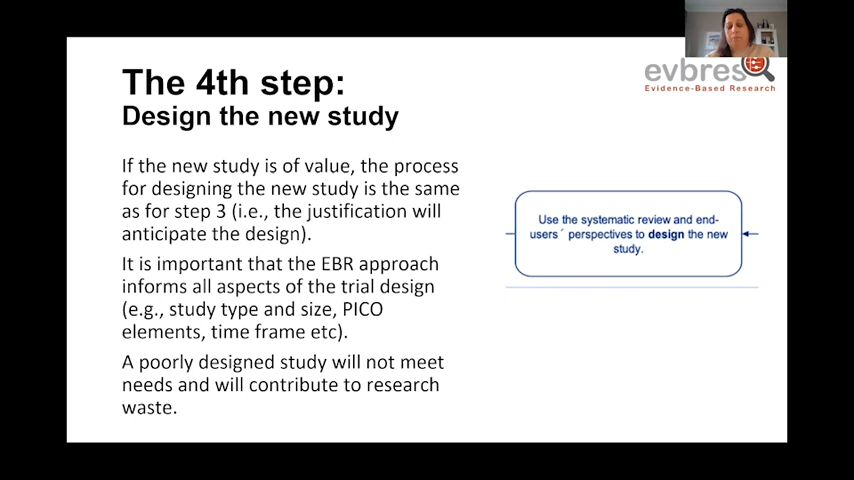 The 4th step:
Design the new study
evbres
Evidence-Based Research
If the new study is of value, the process
for designing the new study is the same
as for step 3 (i.e., the justification will
anticipate the design).
It is important that the EBR approach
informs all aspects of the trial design
(e.g., study type and size, PICO
elements, time frame etc).
A poorly designed study will not meet
needs and will contribute to research
waste.
Use the systematic review and end-
users´ perspectives to design the new
study.